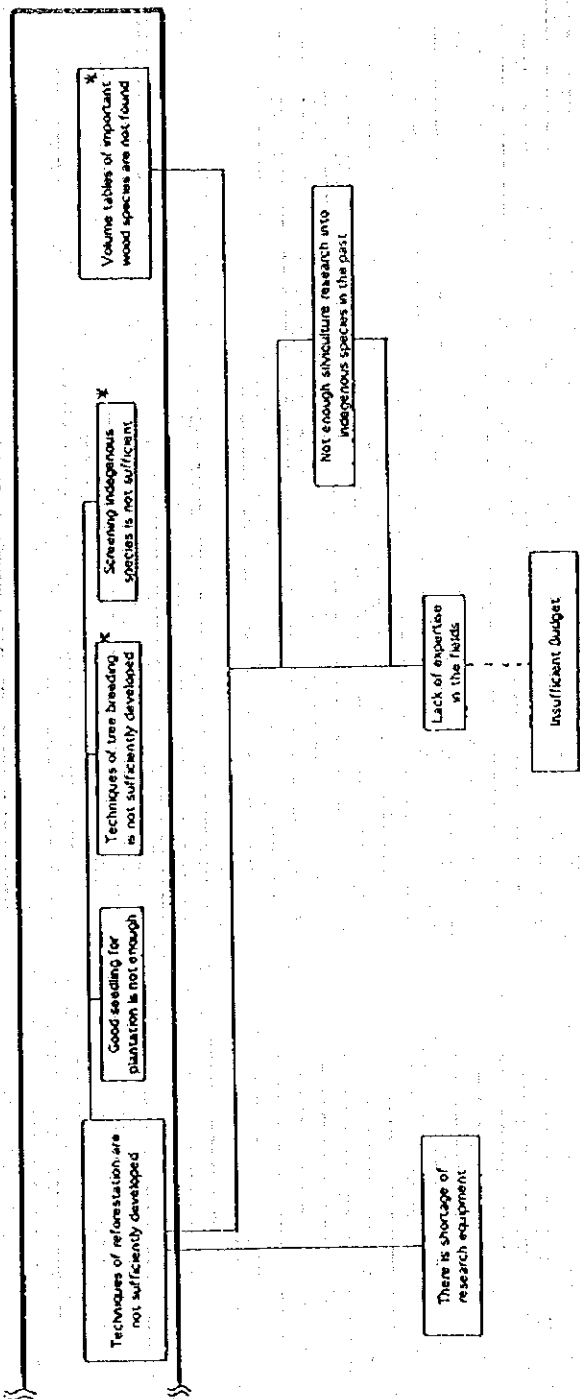 Techniques of reforestation are
not sufficiently developed
Good seedling for
plantation is not enough
Techniques of tree breeding
is not sufficiently developed
*
Screening indegenous
species is not sufficient
*
Volume tables of important
wood species are not found
*
Not enough silviculture research into
indegenous species in the past
There is shortage of
research equipment
Lack of expertise
in the fields
Insufficient Budget